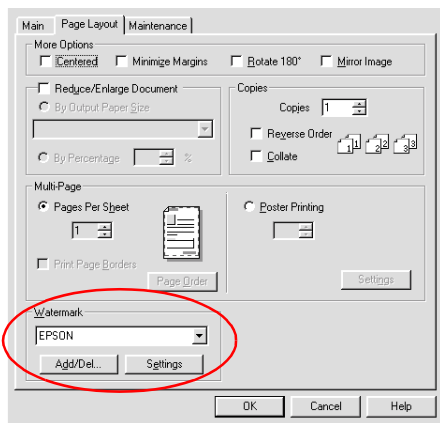 Main Page Layout Maintenance
More Options
Centered Minimize Margins Rotate 180° Mirror Image
Reduce/Enlarge Document
By Output Paper Size
By Percentage %
Copies
Copies 1
Reverse Order
Collate
1 1 2 2 3 3
Multi-Page
Pages Per Sheet
1
Print Page Borders
Page Order
Poster Printing
Settings
Watermark
EPSON
Add/Del... Settings
OK Cancel Help